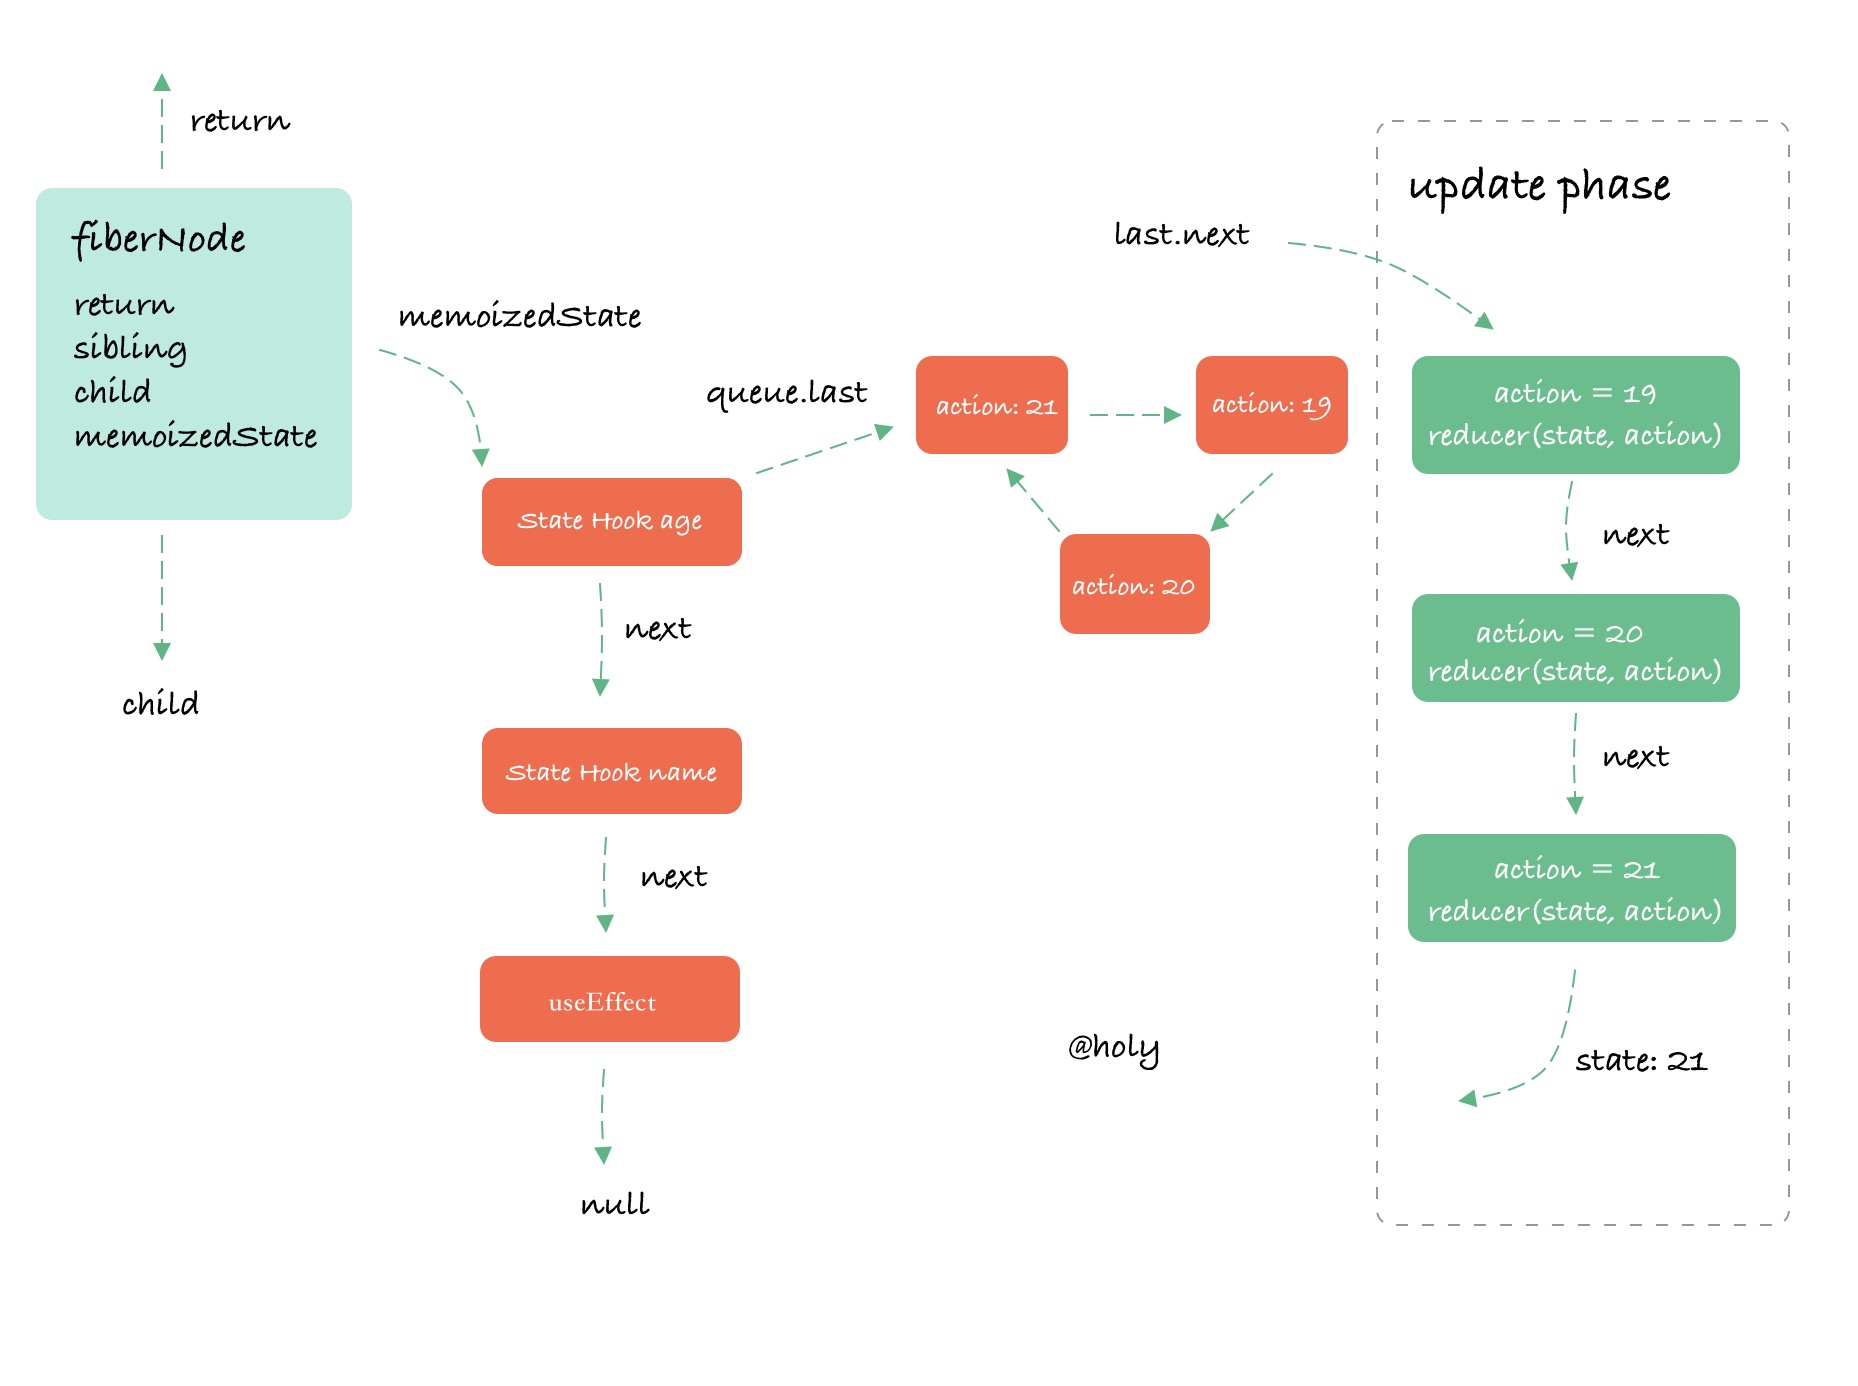 return
fiberNode
return
sibling
child
memoizedState
child
memoizedState
State Hook age
next
State Hook name
next
useEffect
null
queue.last
action: 21
action: 19
action: 20
@holy
last.next
update phase
action = 19
reducer(state, action)
next
action = 20
reducer(state, action)
next
action = 21
reducer(state, action)
state: 21